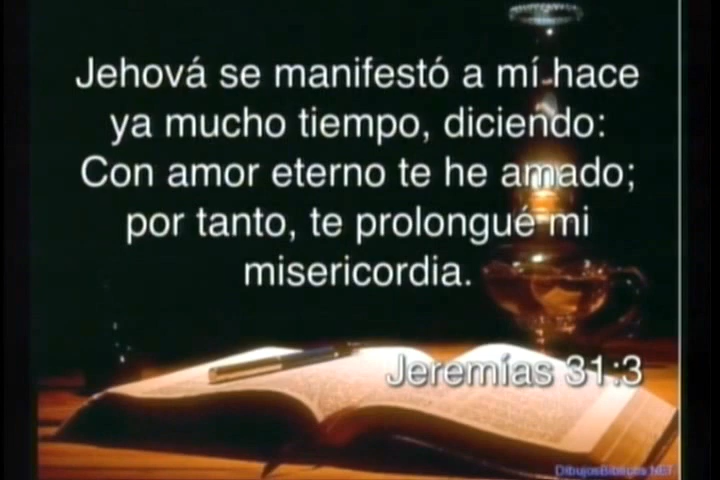 Jehová se manifestó a mí hace
ya mucho tiempo, diciendo:
Con amor eterno te he amado;
por tanto, te prolongué mi
misericordia.
Jeremías 31:3
DibujosBiblicos.NET